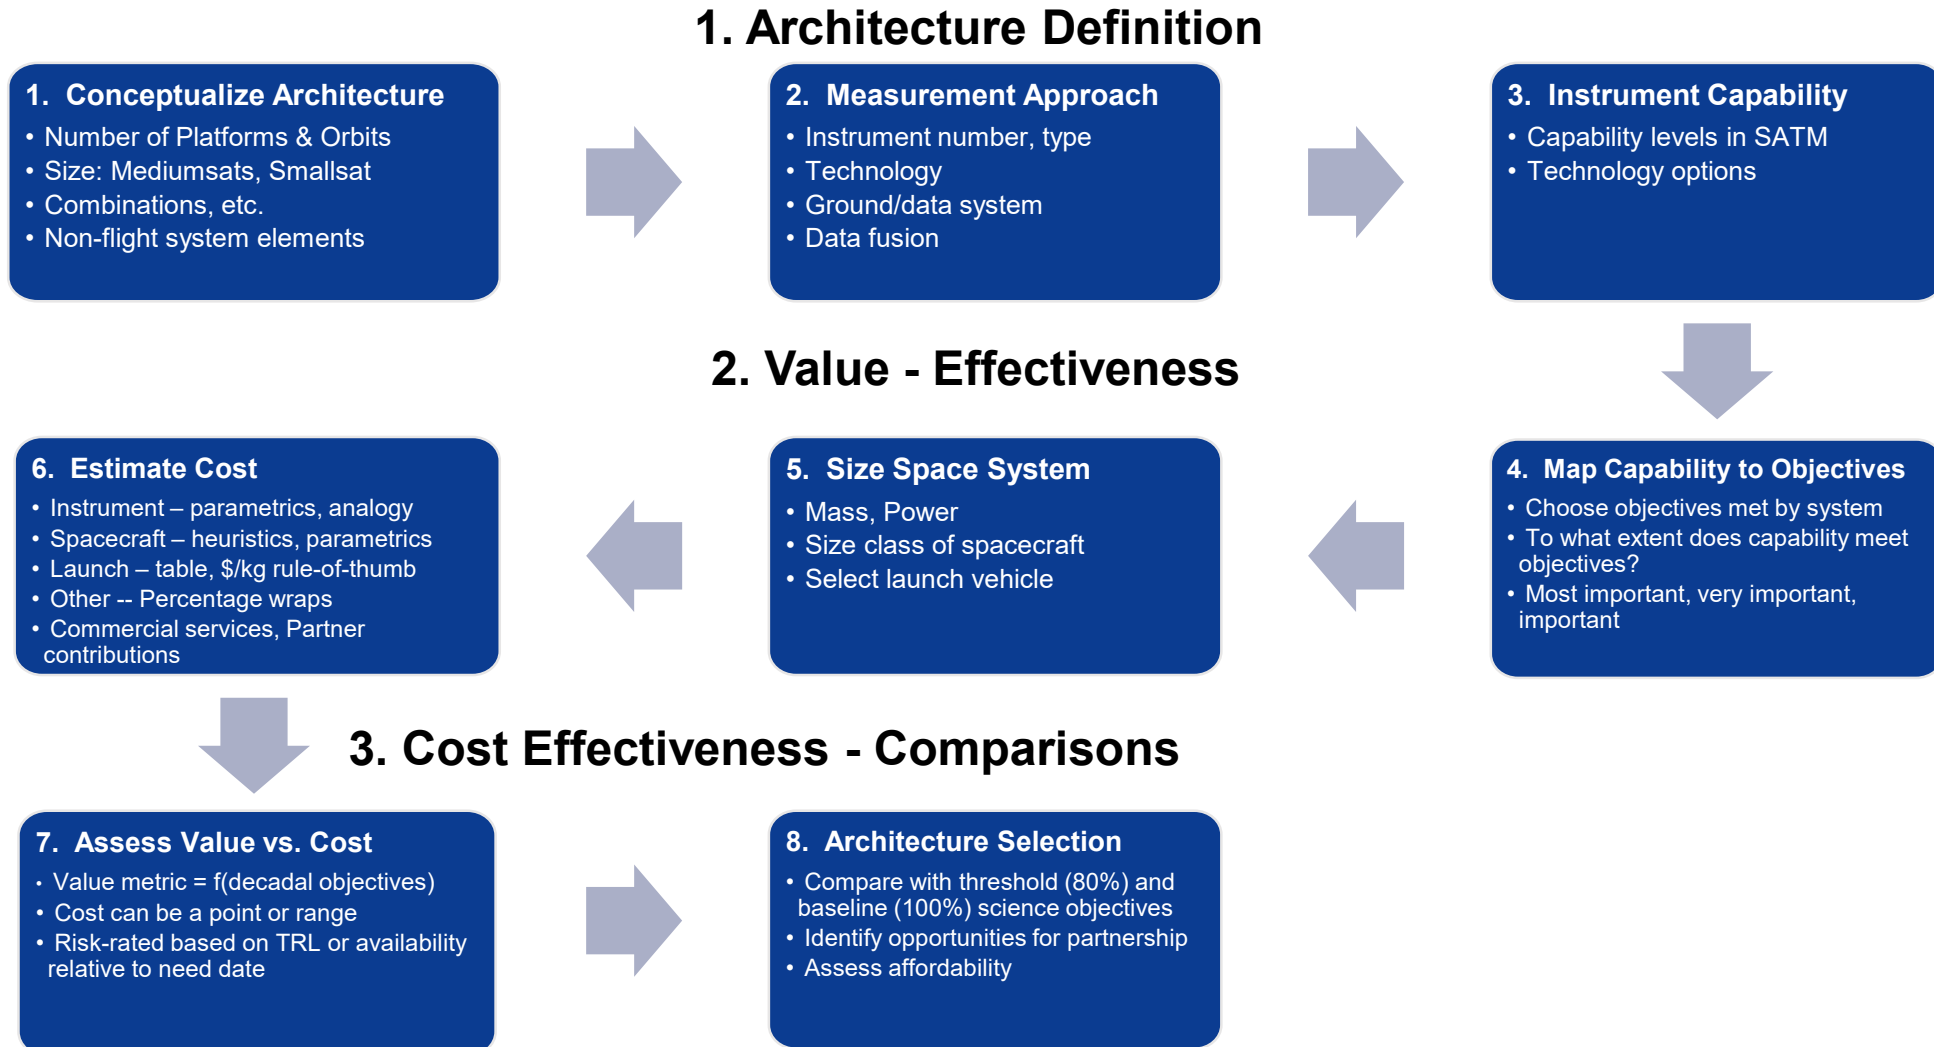 1. Architecture Definition
1. Conceptualize Architecture
• Number of Platforms & Orbits
• Size: Mediumsats, Smallsat
• Combinations, etc.
• Non-flight system elements
2. Measurement Approach
• Instrument number, type
• Technology
• Ground/data system
• Data fusion
3. Instrument Capability
• Capability levels in SATM
• Technology options
2. Value - Effectiveness
4. Map Capability to Objectives
• Choose objectives met by system
• To what extent does capability meet
objectives?
• Most important, very important,
important
5. Size Space System
• Mass, Power
• Size class of spacecraft
• Select launch vehicle
6. Estimate Cost
• Instrument – parametrics, analogy
• Spacecraft – heuristics, parametrics
• Launch – table, $/kg rule-of-thumb
• Other -- Percentage wraps
• Commercial services, Partner
contributions
3. Cost Effectiveness - Comparisons
7. Assess Value vs. Cost
• Value metric = f(decadal objectives)
• Cost can be a point or range
• Risk-rated based on TRL or availability
relative to need date
8. Architecture Selection
• Compare with threshold (80%) and
baseline (100%) science objectives
• Identify opportunities for partnership
• Assess affordability